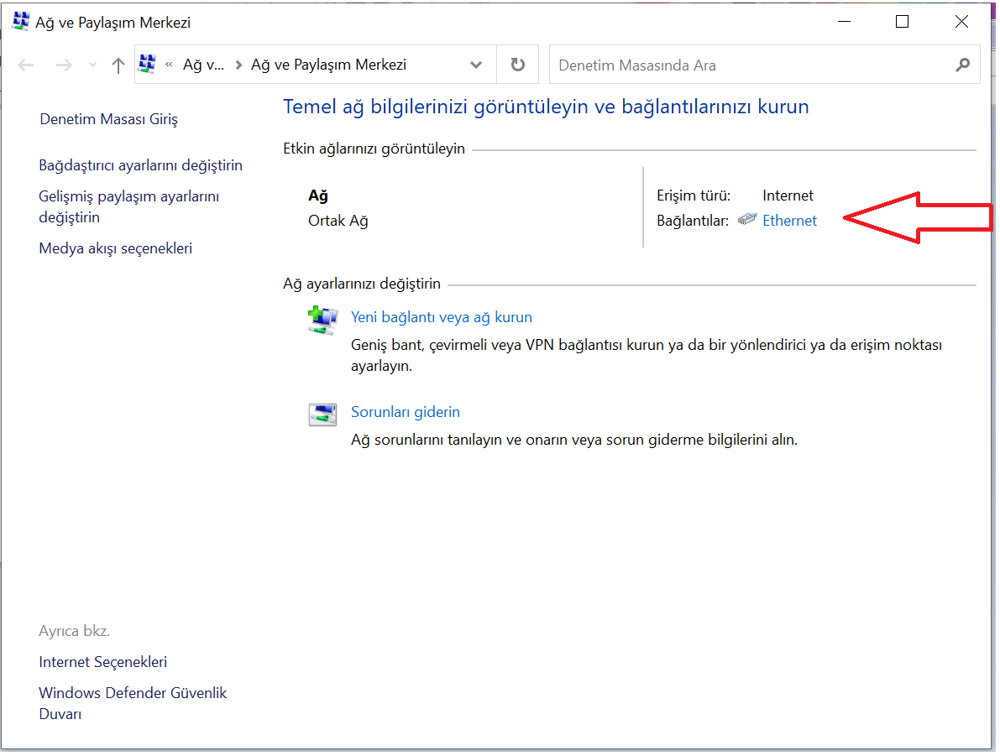 Ağ ve Paylaşım Merkezi
« Ağ v... > Ağ ve Paylaşım Merkezi
Denetim Masasında Ara
Denetim Masası Giriş
Bağdaştırıcı ayarlarını değiştirin
Gelişmiş paylaşım ayarlarını
değiştirin
Medya akışı seçenekleri
Temel ağ bilgilerinizi görüntüleyin ve bağlantılarınızı kurun
Etkin ağlarınızı görüntüleyin
Ağ
Ortak Ağ
Erişim türü: Internet
Bağlantılar: Ethernet
Ağ ayarlarınızı değiştirin
Yeni bağlantı veya ağ kurun
Geniş bant, çevirmeli veya VPN bağlantısı kurun ya da bir yönlendirici ya da erişim noktası
ayarlayın.
Sorunları giderin
Ağ sorunlarını tanılayın ve onarın veya sorun giderme bilgilerini alın.
Ayrıca bkz.
Internet Seçenekleri
Windows Defender Güvenlik
Duvarı